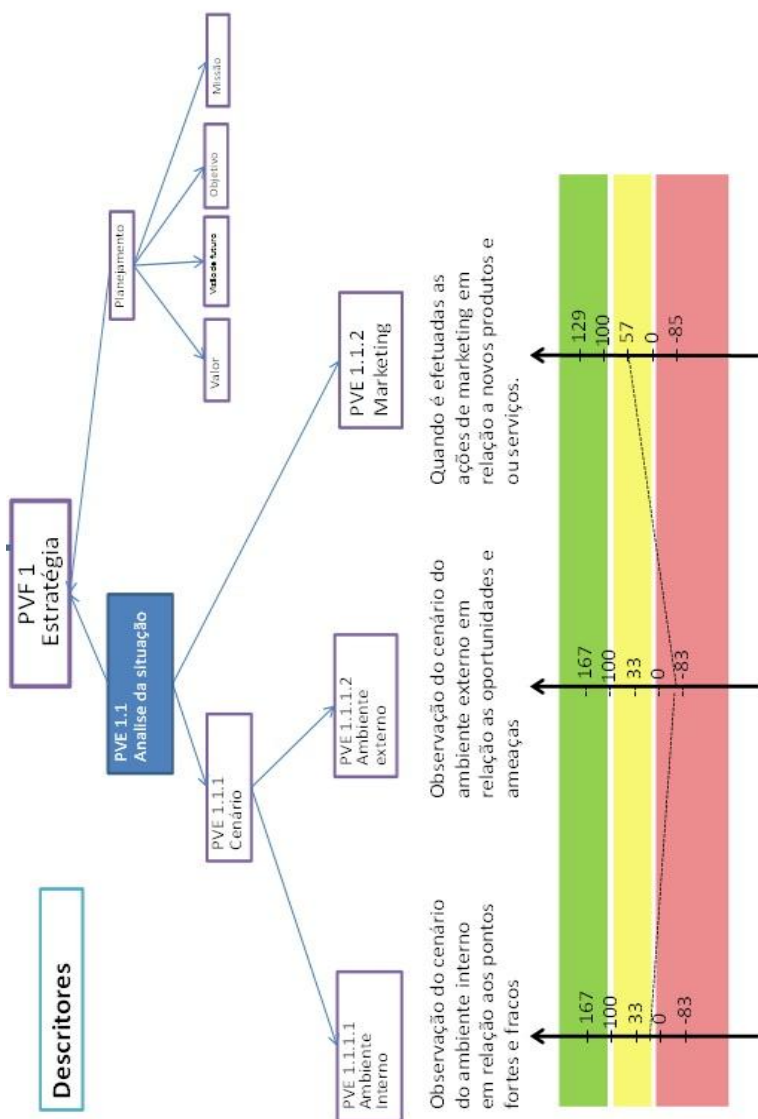 Descritores
PVF 1
Estratégia
PVE 1.1
Analise da situação
Planejamento
Valor
Visão de futuro
Objetivo
Missão
PVE 1.1.1
Cenário
PVE 1.1.1.1
Ambiente
Interno
PVE 1.1.1.2
Ambiente
externo
PVE 1.1.2
Marketing
Observação do cenário
do ambiente interno
em relação aos pontos
fortes e fracos
Observação do cenário do
ambiente externo em
relação as oportunidades e
ameaças
Quando é efetuadas as
ações de marketing em
relação a novos produtos e
ou serviços.
167
100
33
0
-83
167
100
33
0
-83
129
100
57
0
-85